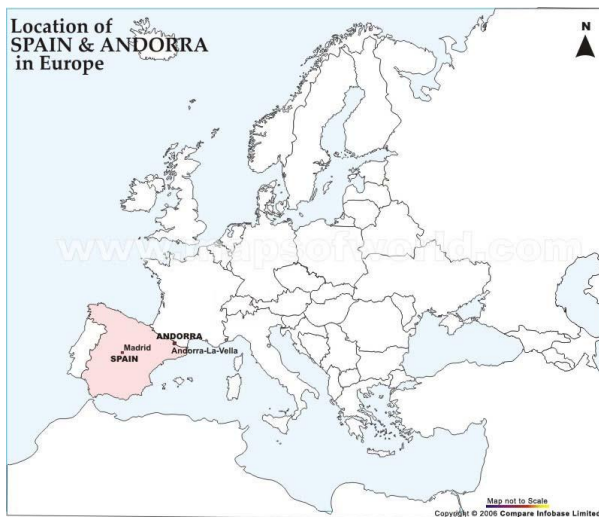 Location of
SPAIN & ANDORRA
in Europe
N
www.mapsofworld.com
ANDORRA
Madrid
Andorra-La-Vella
SPAIN
Map not to Scale
Copyright © 2006 Compare Infobase Limited